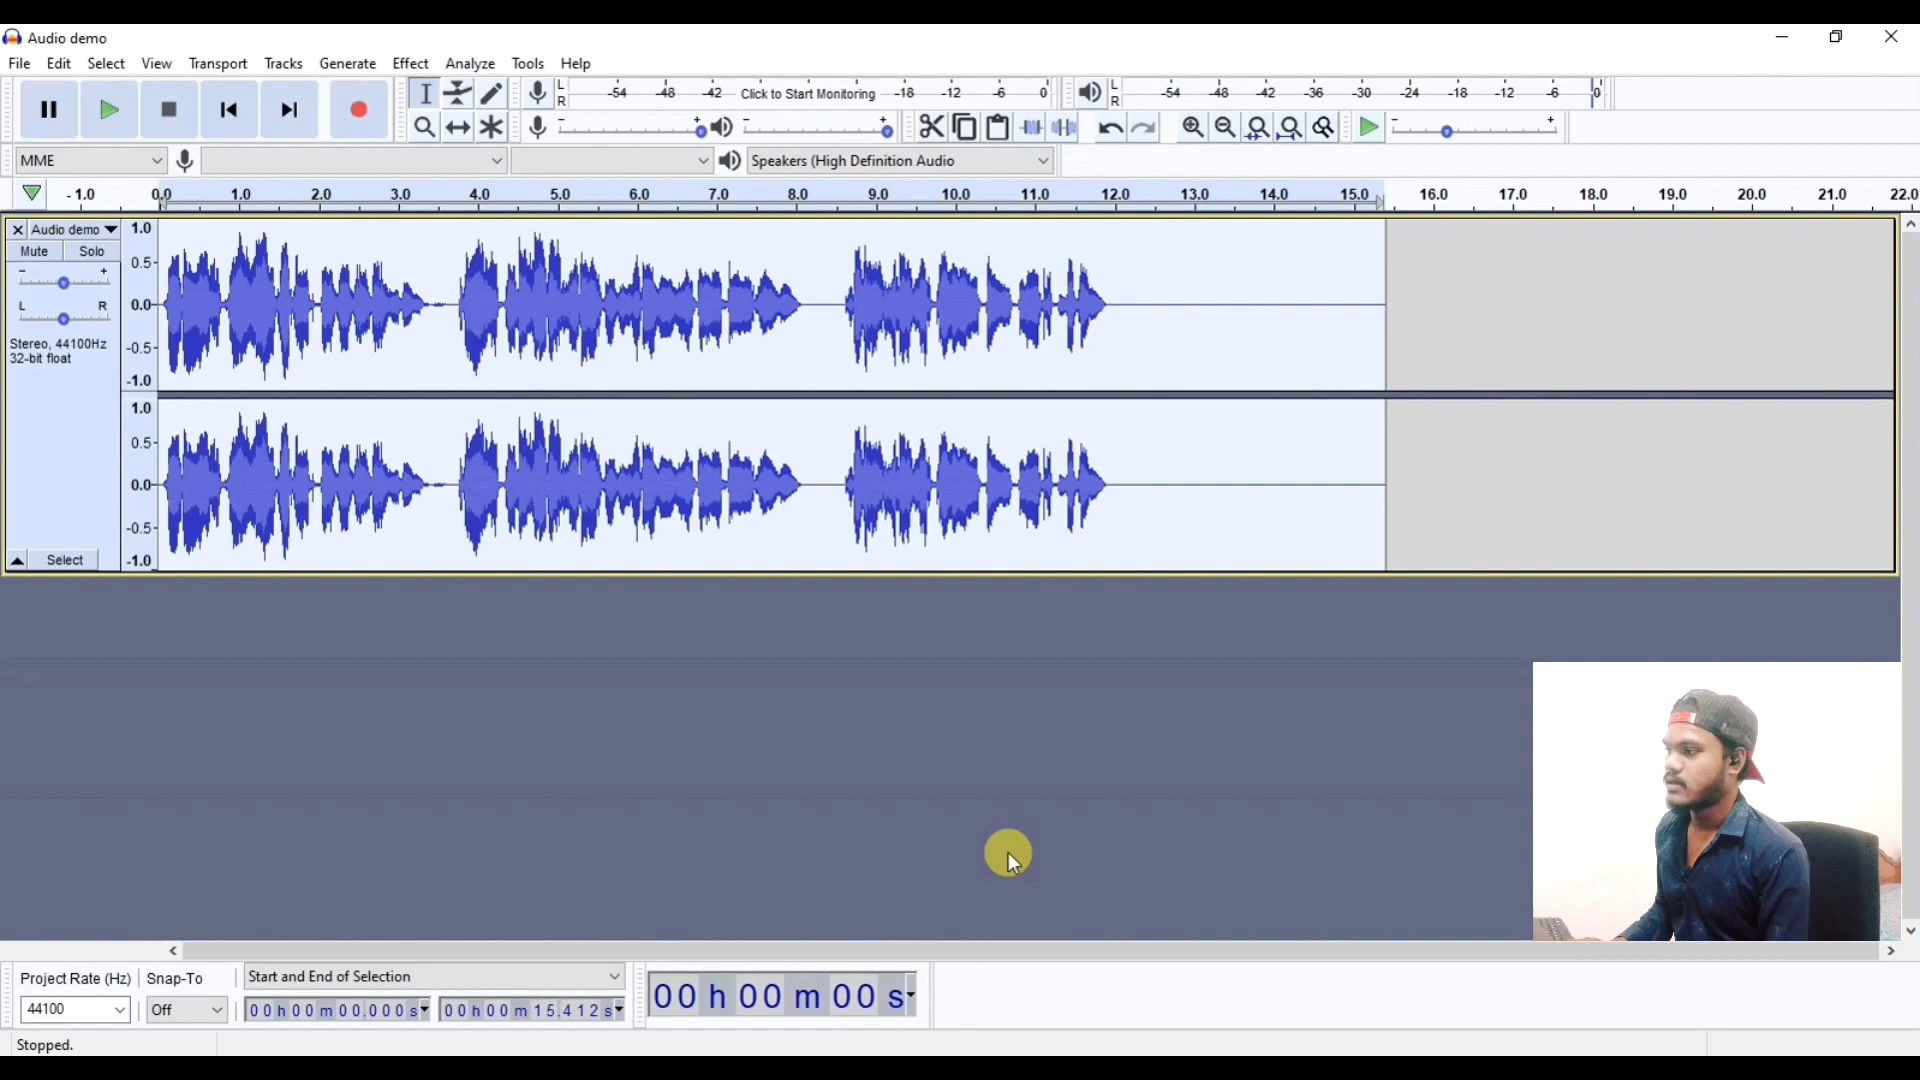 Audio demo
File Edit Select View Transport Tracks Generate Effect Analyze Tools Help
L R -54 -48 -42 Click to Start Monitoring -18 -12 -6 0 L R -54 -48 -42 -36 -30 -24 -18 -12 -6 0
- + - + - +
MME Speakers (High Definition Audio
-1.0 0.0 1.0 2.0 3.0 4.0 5.0 6.0 7.0 8.0 9.0 10.0 11.0 12.0 13.0 14.0 15.0 16.0 17.0 18.0 19.0 20.0 21.0 22.0
Audio demo 1.0
Mute Solo
- + 0.5
L R 0.0
Stereo, 44100Hz -0.5
32-bit float
-1.0
1.0
0.5
0.0
-0.5
Select -1.0
Project Rate (Hz) Snap-To Start and End of Selection
44100 Off 00h00m00.000s 00h00m15.412s 00h00m00s
Stopped.